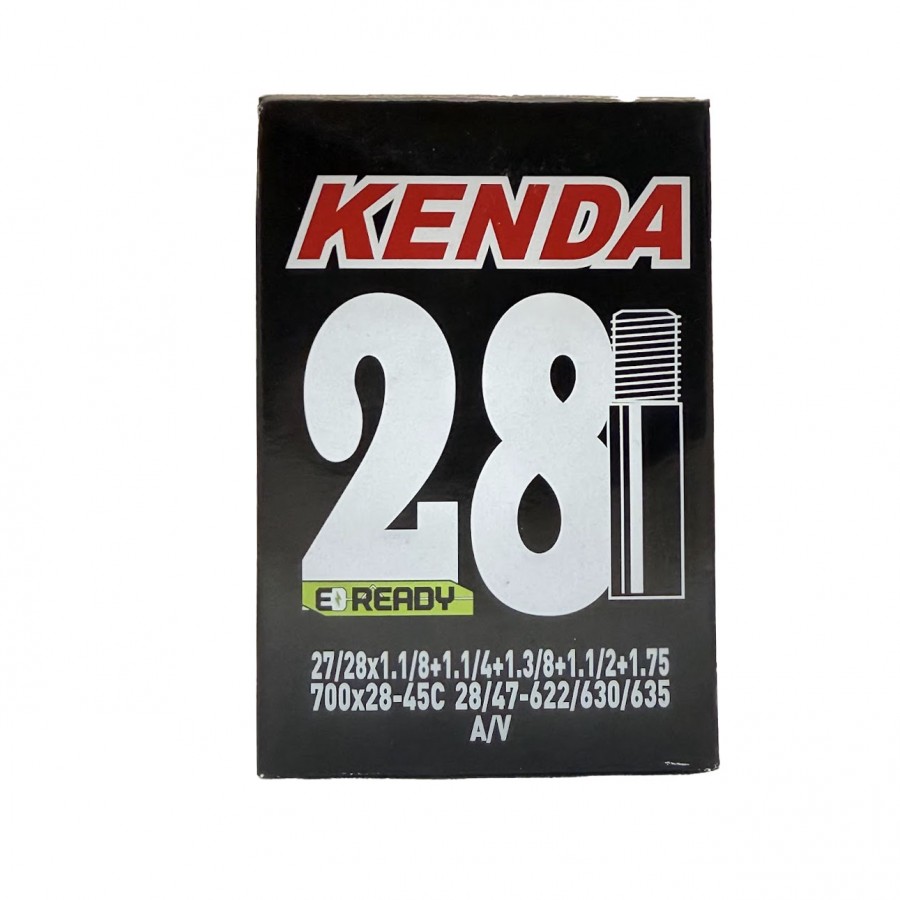 KENDA
28
E READY
27/28x1.1/8+1.1/4+1.3/8+1.1/2+1.75
700x28-45C 28/47-622/630/635
A/V